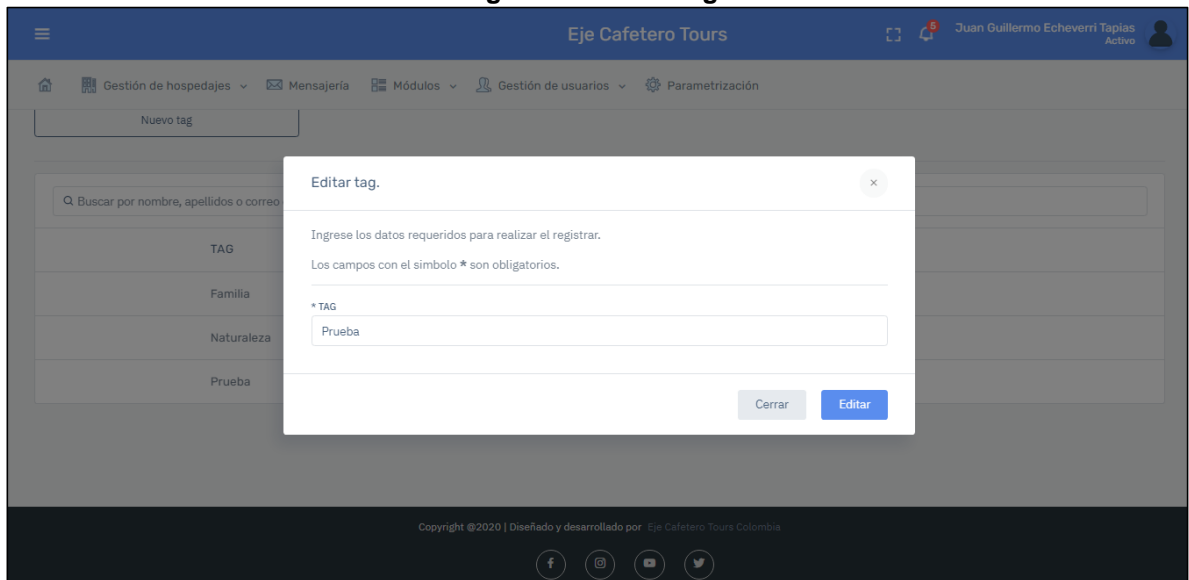 Eje Cafetero Tours
5
Juan Guillermo Echeverri Tapias
Activo
Gestión de hospedajes
Mensajería
Módulos
Gestión de usuarios
Parametrización
Nuevo tag
Editar tag.
×
Buscar por nombre, apellidos o correo
Ingrese los datos requeridos para realizar el registrar.
TAG
Los campos con el simbolo * son obligatorios.
Familia
* TAG
Prueba
Naturaleza
Prueba
Cerrar
Editar
Copyright @2020 | Diseñado y desarrollado por Eje Cafetero Tours Colombia